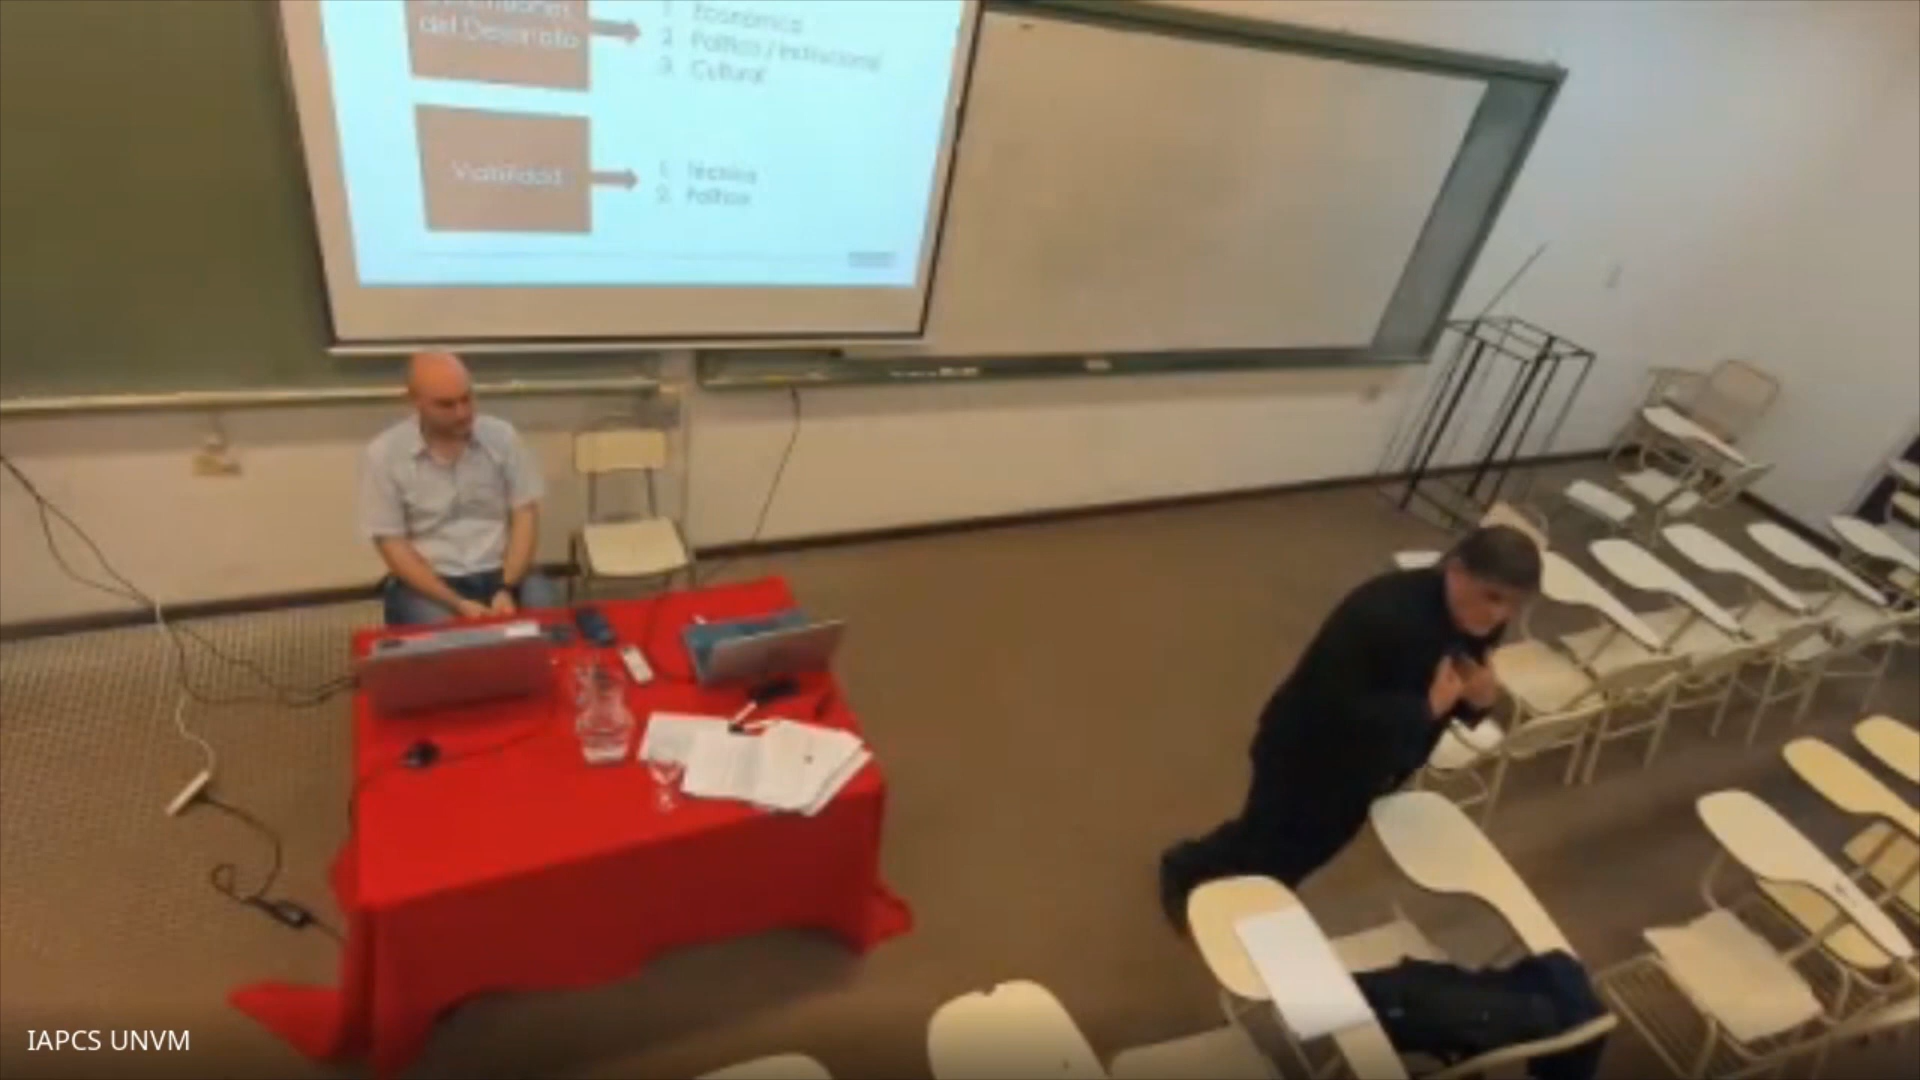 del Desarrollo
1. Económica
2. Político / Institucional
3. Cultural
Viabilidad
1. Técnica
2. Política
IAPCS UNVM